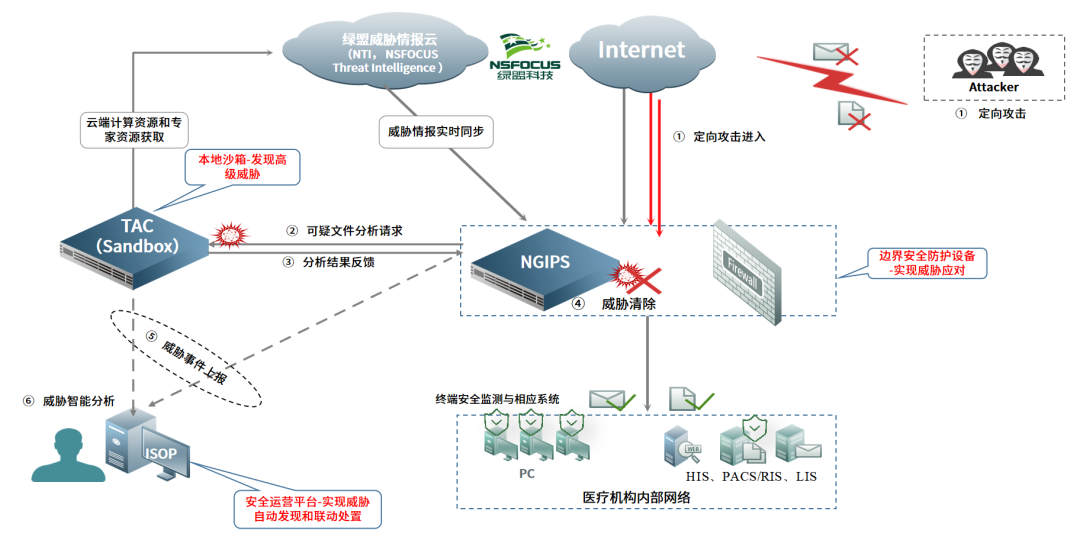 绿盟威胁情报云
（NTI， NSFOCUS
Threat Intelligence ）
NSFOCUS
绿盟科技
Internet
Attacker
① 定向攻击
云端计算资源和专
家资源获取
威胁情报实时同步
① 定向攻击进入
本地沙箱-发现高
级威胁
TAC
（Sandbox）
② 可疑文件分析请求
③ 分析结果反馈
NGIPS
④ 威胁清除
Firewall
边界安全防护设备
-实现威胁应对
⑤ 威胁事件上报
⑥ 威胁智能分析
ISOP
安全运营平台-实现威胁
自动发现和联动处置
终端安全监测与相应系统
PC
WEB
HIS、PACS/RIS、LIS
医疗机构内部网络